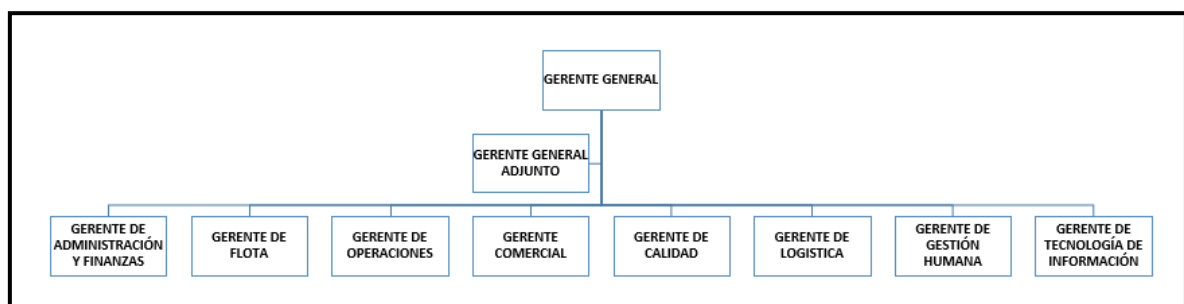 GERENTE GENERAL
GERENTE GENERAL
ADJUNTO
GERENTE DE
ADMINISTRACIÓN
Y FINANZAS
GERENTE DE
FLOTA
GERENTE DE
OPERACIONES
GERENTE
COMERCIAL
GERENTE DE
CALIDAD
GERENTE DE
LOGISTICA
GERENTE DE
GESTIÓN
HUMANA
GERENTE DE
TECNOLOGÍA DE
INFORMACIÓN